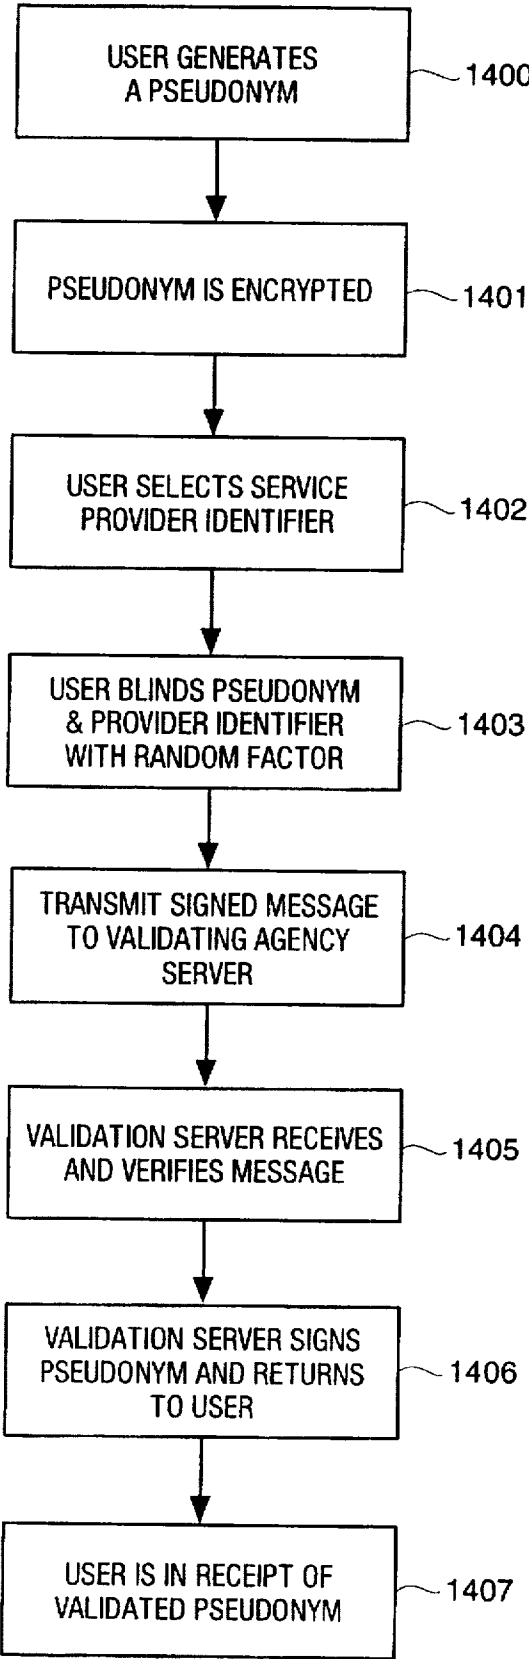 USER GENERATES
A PSEUDONYM
1400
PSEUDONYM IS ENCRYPTED
1401
USER SELECTS SERVICE
PROVIDER IDENTIFIER
1402
USER BLINDS PSEUDONYM
& PROVIDER IDENTIFIER
WITH RANDOM FACTOR
1403
TRANSMIT SIGNED MESSAGE
TO VALIDATING AGENCY
SERVER
1404
VALIDATION SERVER RECEIVES
AND VERIFIES MESSAGE
1405
VALIDATION SERVER SIGNS
PSEUDONYM AND RETURNS
TO USER
1406
USER IS IN RECEIPT OF
VALIDATED PSEUDONYM
1407